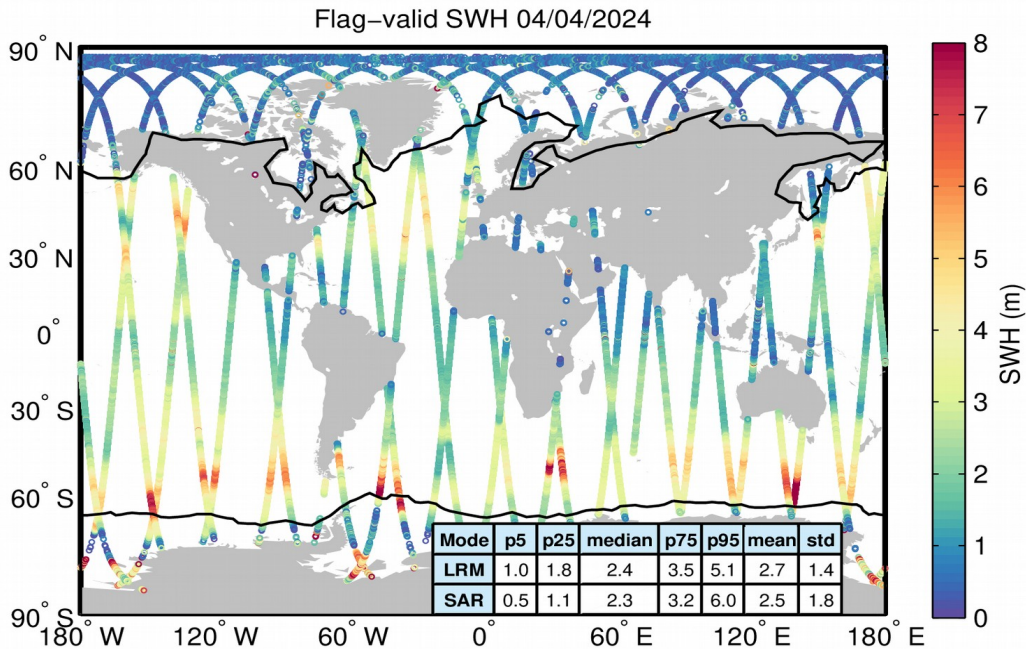 Flag–valid SWH 04/04/2024
90° N
60° N
30° N
0°
30° S
60° S
90° S
180° W
120° W
60° W
0°
60° E
120° E
180° E
8
7
6
5
4
3
2
1
0
SWH (m)
Mode p5 p25 median p75 p95 mean std
LRM 1.0 1.8 2.4 3.5 5.1 2.7 1.4
SAR 0.5 1.1 2.3 3.2 6.0 2.5 1.8